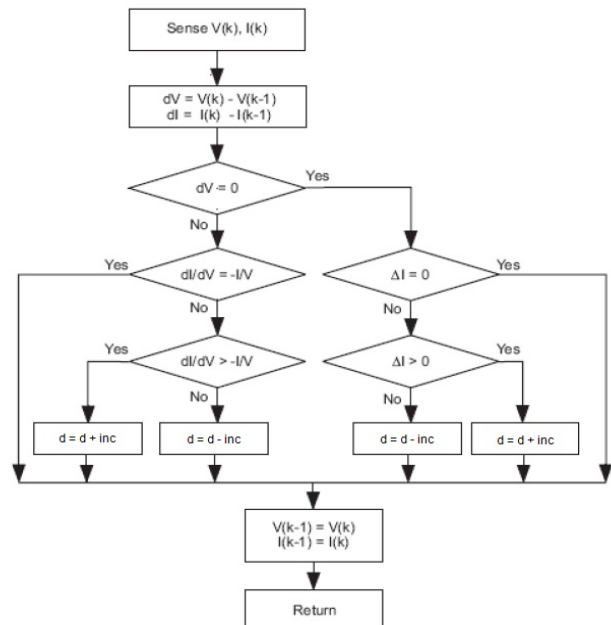 Sense V(k), I(k)
dV = V(k) - V(k-1)
dI = I(k) - I(k-1)
dV = 0
Yes
No
Yes
dI/dV = -I/V
ΔI = 0
Yes
No
No
Yes
dI/dV > -I/V
ΔI > 0
Yes
No
No
d = d + inc
d = d - inc
d = d - inc
d = d + inc
V(k-1) = V(k)
I(k-1) = I(k)
Return